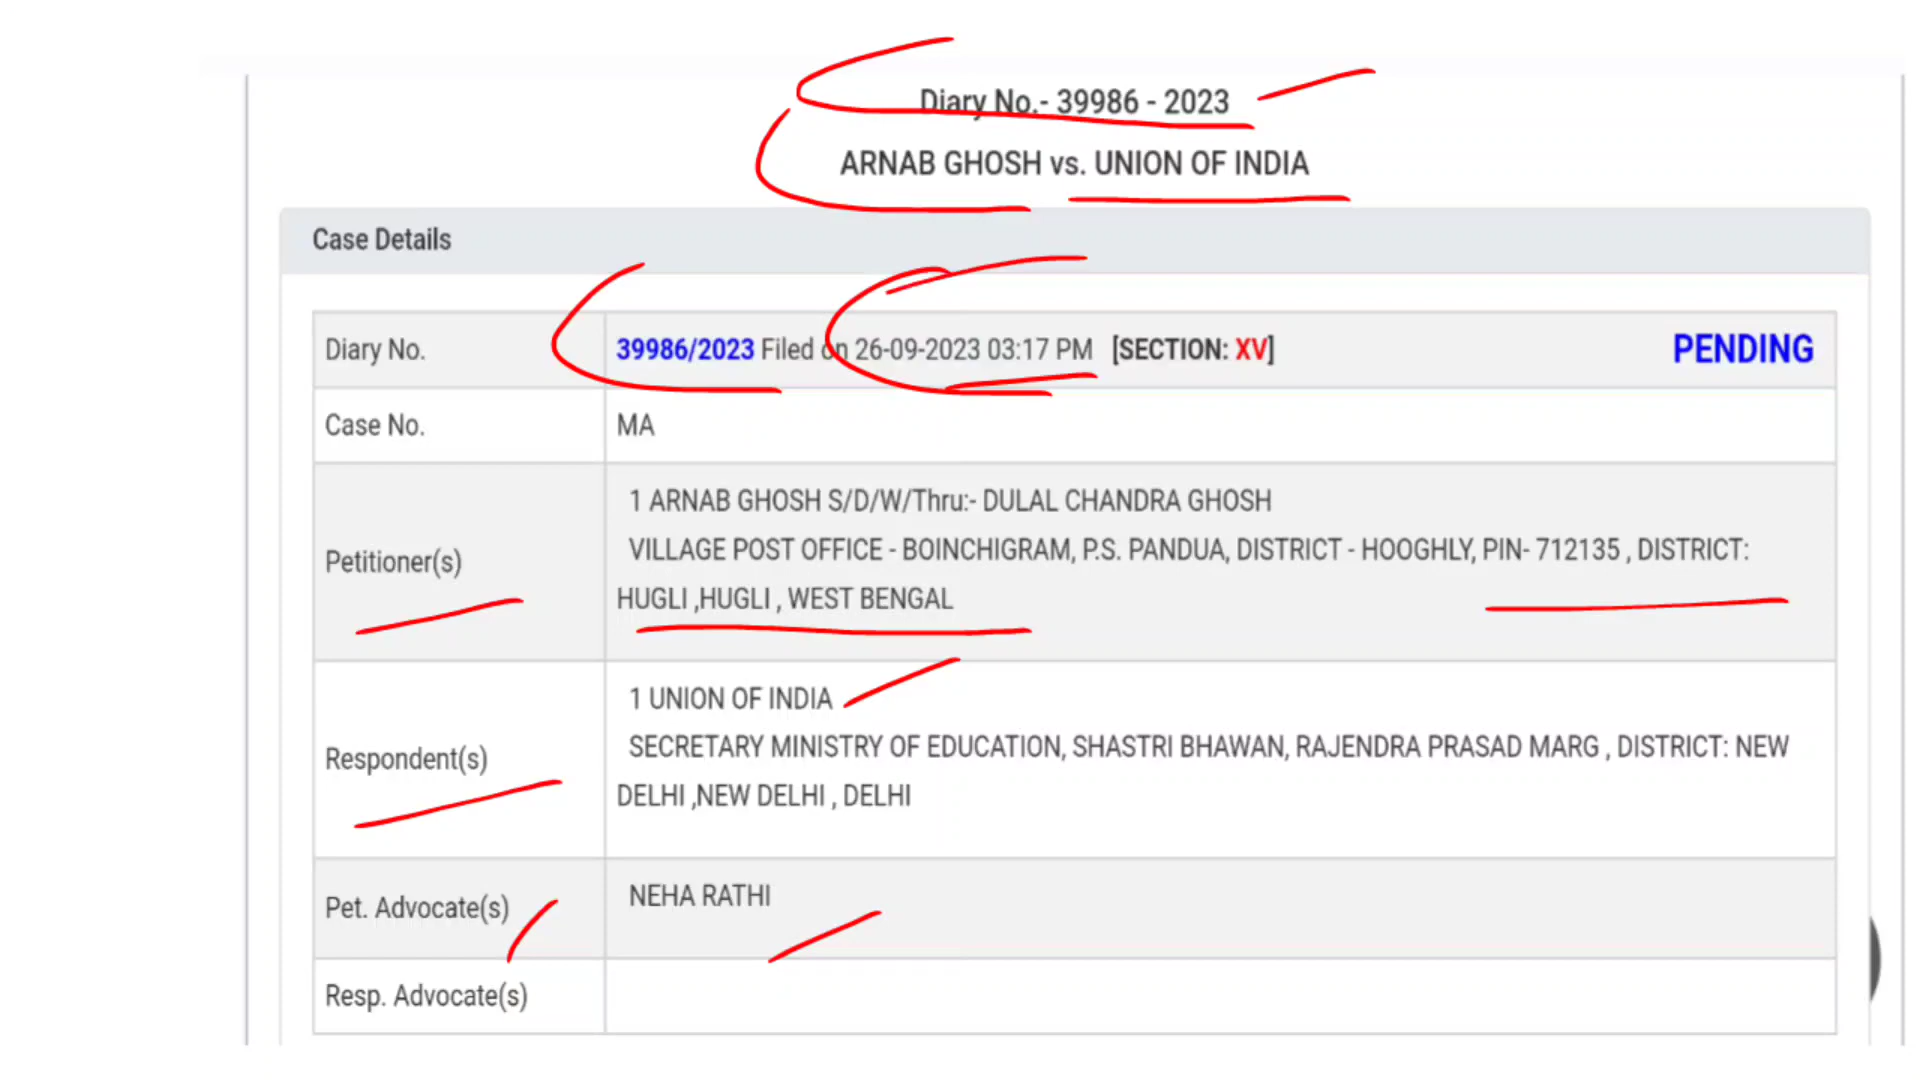 Diary No.- 39986 - 2023
ARNAB GHOSH vs. UNION OF INDIA
Case Details
Diary No. 39986/2023 Filed on 26-09-2023 03:17 PM [SECTION: XV] PENDING
Case No. MA
Petitioner(s) 1 ARNAB GHOSH S/D/W/Thru:- DULAL CHANDRA GHOSH
VILLAGE POST OFFICE - BOINCHIGRAM, P.S. PANDUA, DISTRICT - HOOGHLY, PIN- 712135 , DISTRICT:
HUGLI ,HUGLI , WEST BENGAL
Respondent(s) 1 UNION OF INDIA
SECRETARY MINISTRY OF EDUCATION, SHASTRI BHAWAN, RAJENDRA PRASAD MARG , DISTRICT: NEW
DELHI ,NEW DELHI , DELHI
Pet. Advocate(s) NEHA RATHI
Resp. Advocate(s)